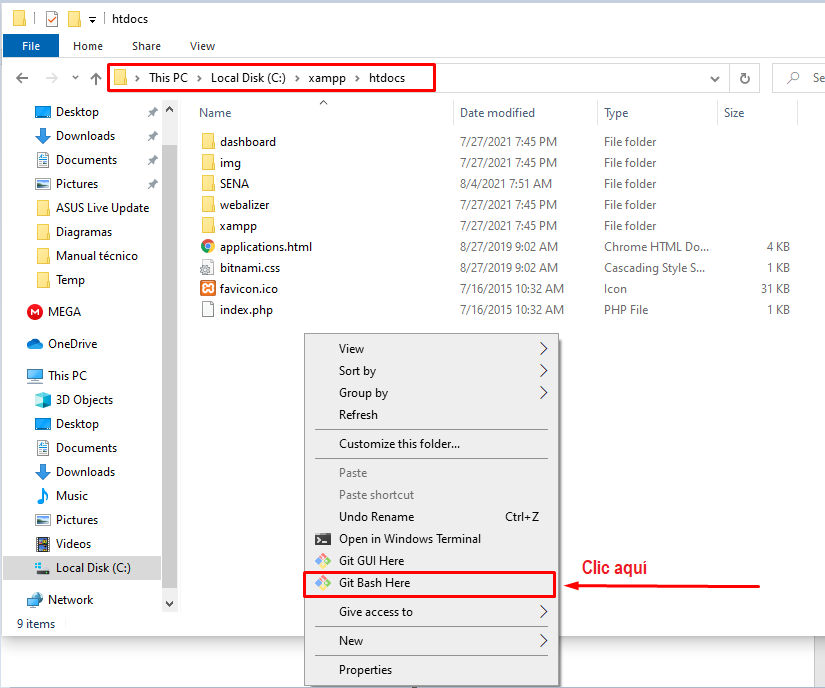 htdocs
File Home Share View
This PC Local Disk (C:) xampp htdocs Se
Desktop
Downloads
Documents
Pictures
ASUS Live Update
Diagramas
Manual técnico
Temp
MEGA
OneDrive
This PC
3D Objects
Desktop
Documents
Downloads
Music
Pictures
Videos
Local Disk (C:)
Network
Name Date modified Type Size
dashboard 7/27/2021 7:45 PM File folder
img 7/27/2021 7:45 PM File folder
SENA 8/4/2021 7:51 AM File folder
webalizer 7/27/2021 7:45 PM File folder
xampp 7/27/2021 7:45 PM File folder
applications.html 8/27/2019 9:02 AM Chrome HTML Do... 4 KB
bitnami.css 8/27/2019 9:02 AM Cascading Style S... 1 KB
favicon.ico 7/16/2015 10:32 AM Icon 31 KB
index.php 7/16/2015 10:32 AM PHP File 1 KB
View
Sort by
Group by
Refresh
Customize this folder...
Paste
Paste shortcut
Undo Rename Ctrl+Z
Open in Windows Terminal
Git GUI Here
Git Bash Here
Give access to
New
Properties
Clic aquí
9 items